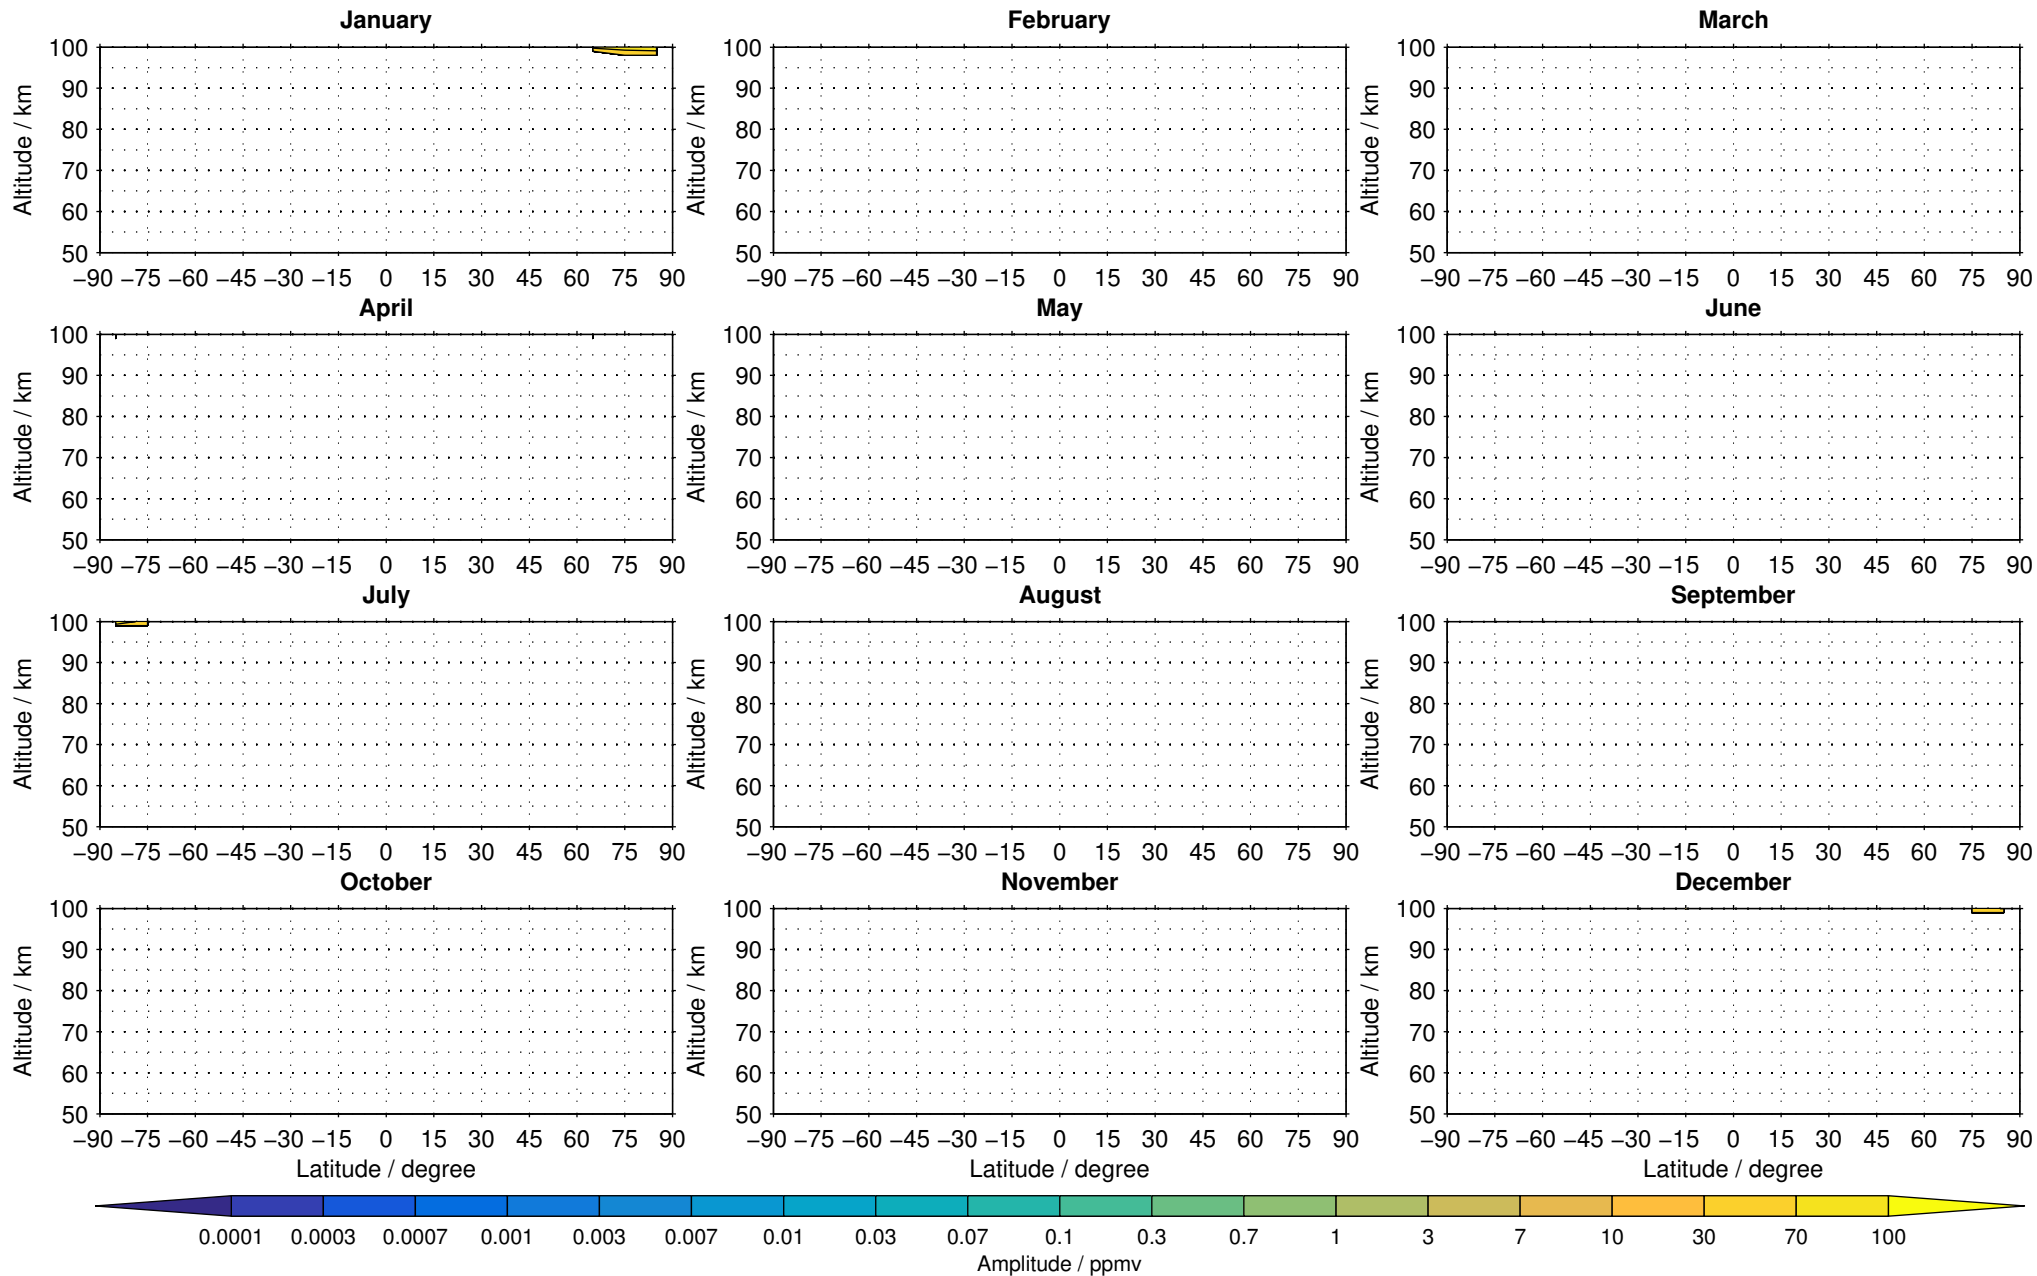 January February March
100 100 100
90 90 90
80 80 80
70 70 70
60 60 60
50 50 50
Altitude / km Altitude / km Altitude / km
−90 −75 −60 −45 −30 −15 0 15 30 45 60 75 90 −90 −75 −60 −45 −30 −15 0 15 30 45 60 75 90 −90 −75 −60 −45 −30 −15 0 15 30 45 60 75 90
April May June
100 100 100
90 90 90
80 80 80
70 70 70
60 60 60
50 50 50
Altitude / km Altitude / km Altitude / km
−90 −75 −60 −45 −30 −15 0 15 30 45 60 75 90 −90 −75 −60 −45 −30 −15 0 15 30 45 60 75 90 −90 −75 −60 −45 −30 −15 0 15 30 45 60 75 90
July August September
100 100 100
90 90 90
80 80 80
70 70 70
60 60 60
50 50 50
Altitude / km Altitude / km Altitude / km
−90 −75 −60 −45 −30 −15 0 15 30 45 60 75 90 −90 −75 −60 −45 −30 −15 0 15 30 45 60 75 90 −90 −75 −60 −45 −30 −15 0 15 30 45 60 75 90
October November December
100 100 100
90 90 90
80 80 80
70 70 70
60 60 60
50 50 50
Altitude / km Altitude / km Altitude / km
−90 −75 −60 −45 −30 −15 0 15 30 45 60 75 90 −90 −75 −60 −45 −30 −15 0 15 30 45 60 75 90 −90 −75 −60 −45 −30 −15 0 15 30 45 60 75 90
Latitude / degree Latitude / degree Latitude / degree
0.0001 0.0003 0.0007 0.001 0.003 0.007 0.01 0.03 0.07 0.1 0.3 0.7 1 3 7 10 30 70 100
Amplitude / ppmv